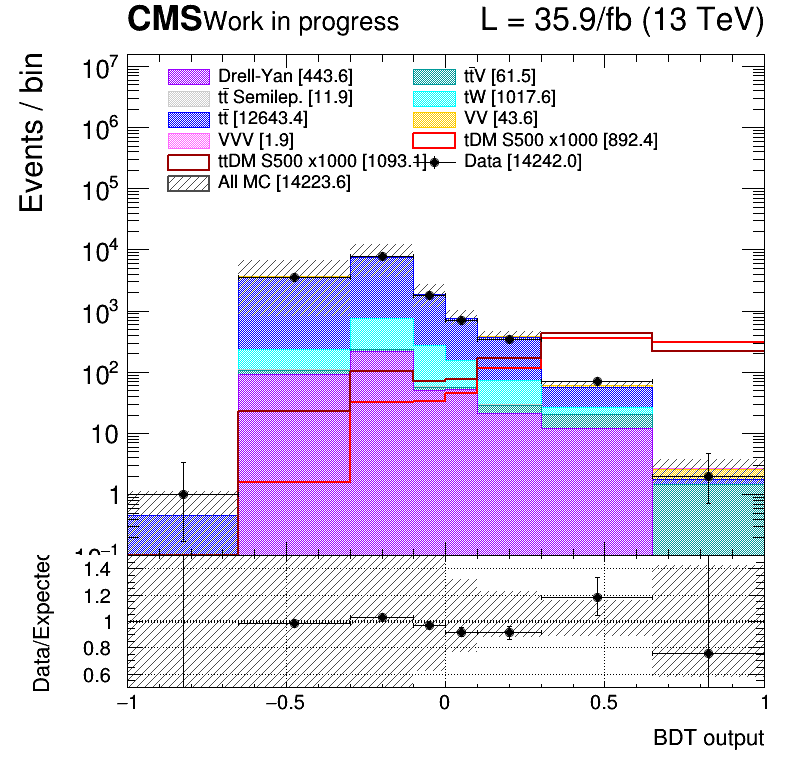 CMS Work in progress L = 35.9/fb (13 TeV)
Events / bin
10⁷
10⁶
10⁵
10⁴
10³
10²
10
1
10⁻¹
Drell-Yan [443.6]
tt̄V [61.5]
tt̄ Semilep. [11.9]
tW [1017.6]
tt̄ [12643.4]
VV [43.6]
VVV [1.9]
tDM S500 x1000 [892.4]
ttDM S500 x1000 [1093.1]
Data [14242.0]
All MC [14223.6]
Data/Expected
1.4
1.2
1
0.8
0.6
−1 −0.5 0 0.5 1
BDT output